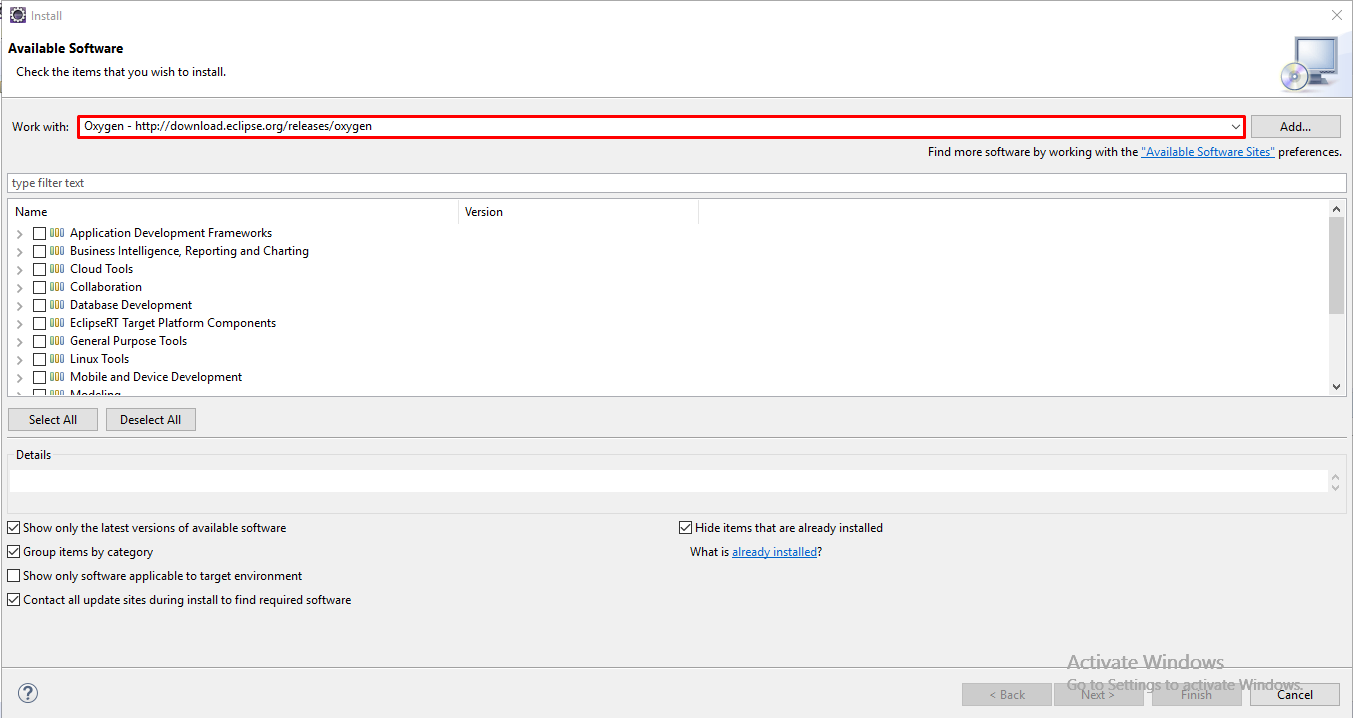 Install
Available Software
Check the items that you wish to install.
Work with: Oxygen - http://download.eclipse.org/releases/oxygen Add...
Find more software by working with the "Available Software Sites" preferences.
type filter text
Name Version
Application Development Frameworks
Business Intelligence, Reporting and Charting
Cloud Tools
Collaboration
Database Development
EclipseRT Target Platform Components
General Purpose Tools
Linux Tools
Mobile and Device Development
Modeling
Select All Deselect All
Details
Show only the latest versions of available software Hide items that are already installed
Group items by category What is already installed?
Show only software applicable to target environment
Contact all update sites during install to find required software
Activate Windows
Go to Settings to activate Windows.
? < Back Next > Finish Cancel